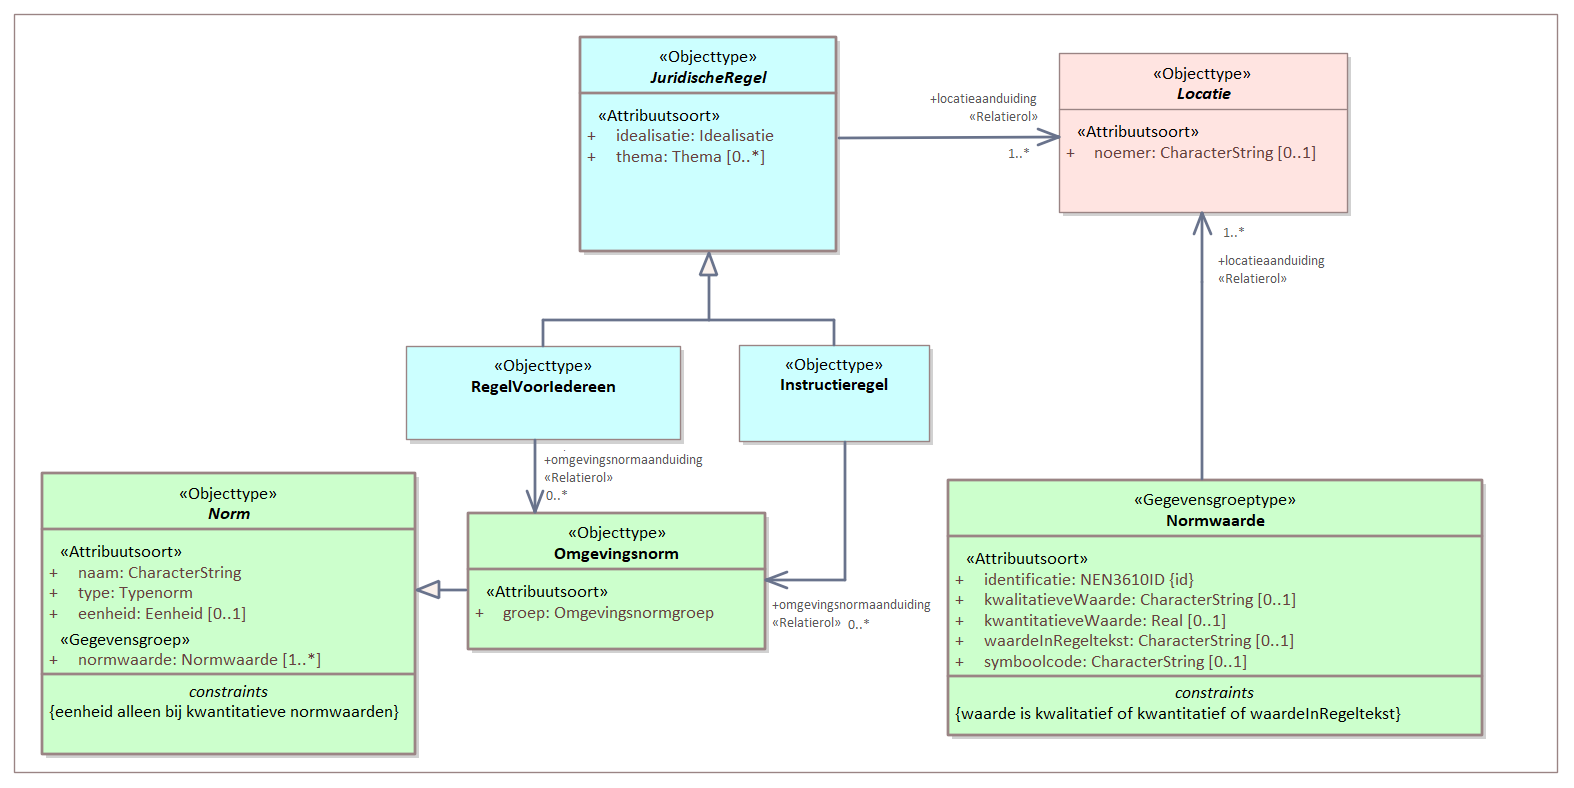 «Objecttype»
JuridischeRegel
«Attribuutsoort»
+ idealisatie: Idealisatie
+ thema: Thema [0..*]
«Objecttype»
Locatie
«Attribuutsoort»
+ noemer: CharacterString [0..1]
+locatieaanduiding
«Relatierol»
1..*
1..*
+locatieaanduiding
«Relatierol»
«Objecttype»
RegelVoorIedereen
«Objecttype»
Instructieregel
+omgevingsnormaanduiding
«Relatierol»
0..*
«Objecttype»
Norm
«Attribuutsoort»
+ naam: CharacterString
+ type: Typenorm
+ eenheid: Eenheid [0..1]
«Gegevensgroep»
+ normwaarde: Normwaarde [1..*]
constraints
{eenheid alleen bij kwantitatieve normwaarden}
«Objecttype»
Omgevingsnorm
«Attribuutsoort»
+ groep: Omgevingsnormgroep
+omgevingsnormaanduiding
«Relatierol» 0..*
«Gegevensgroeptype»
Normwaarde
«Attribuutsoort»
+ identificatie: NEN3610ID {id}
+ kwalitatieveWaarde: CharacterString [0..1]
+ kwantitatieveWaarde: Real [0..1]
+ waardeInRegeltekst: CharacterString [0..1]
+ symboolcode: CharacterString [0..1]
constraints
{waarde is kwalitatief of kwantitatief of waardeInRegeltekst}